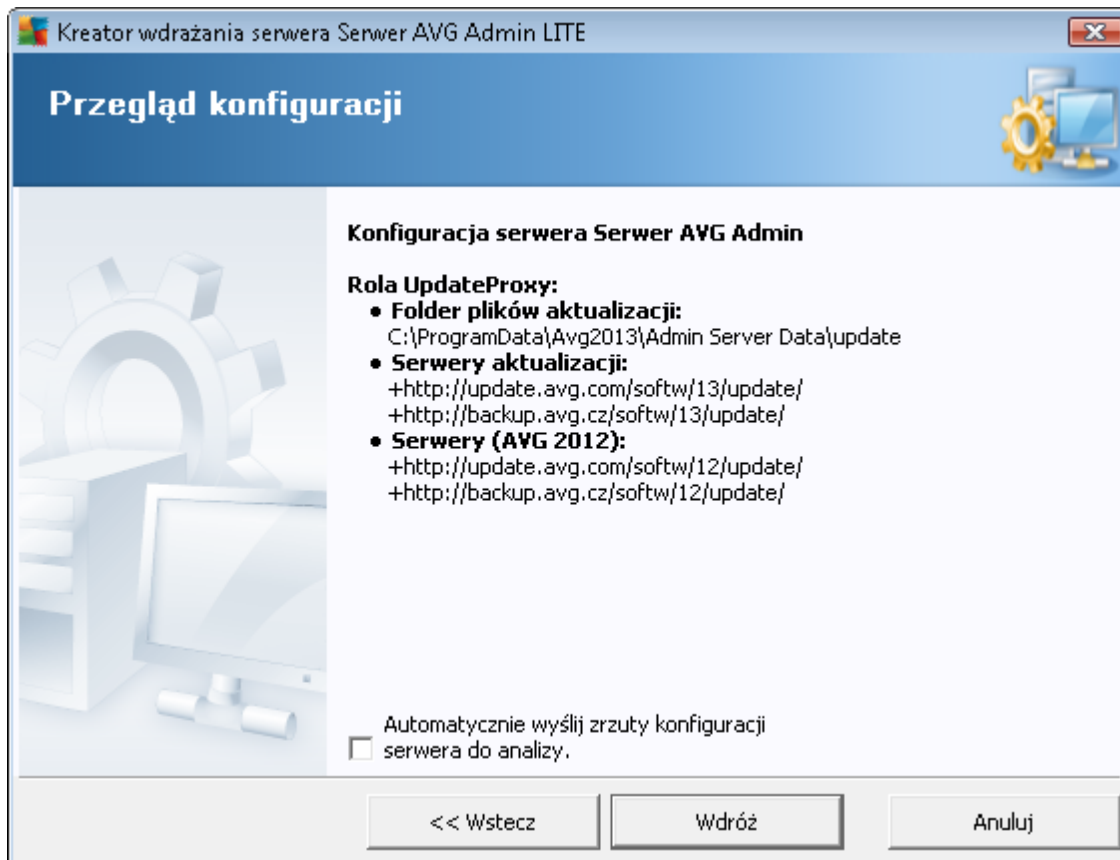 Kreator wdrażania serwera Serwer AVG Admin LITE
Przegląd konfiguracji
Konfiguracja serwera Serwer AVG Admin
Rola UpdateProxy:
• Folder plików aktualizacji:
C:\ProgramData\Avg2013\Admin Server Data\update
• Serwery aktualizacji:
+http://update.avg.com/softw/13/update/
+http://backup.avg.cz/softw/13/update/
• Serwery (AVG 2012):
+http://update.avg.com/softw/12/update/
+http://backup.avg.cz/softw/12/update/
Automatycznie wyślij zrzuty konfiguracji
serwera do analizy.
<< Wstecz
Wdróż
Anuluj